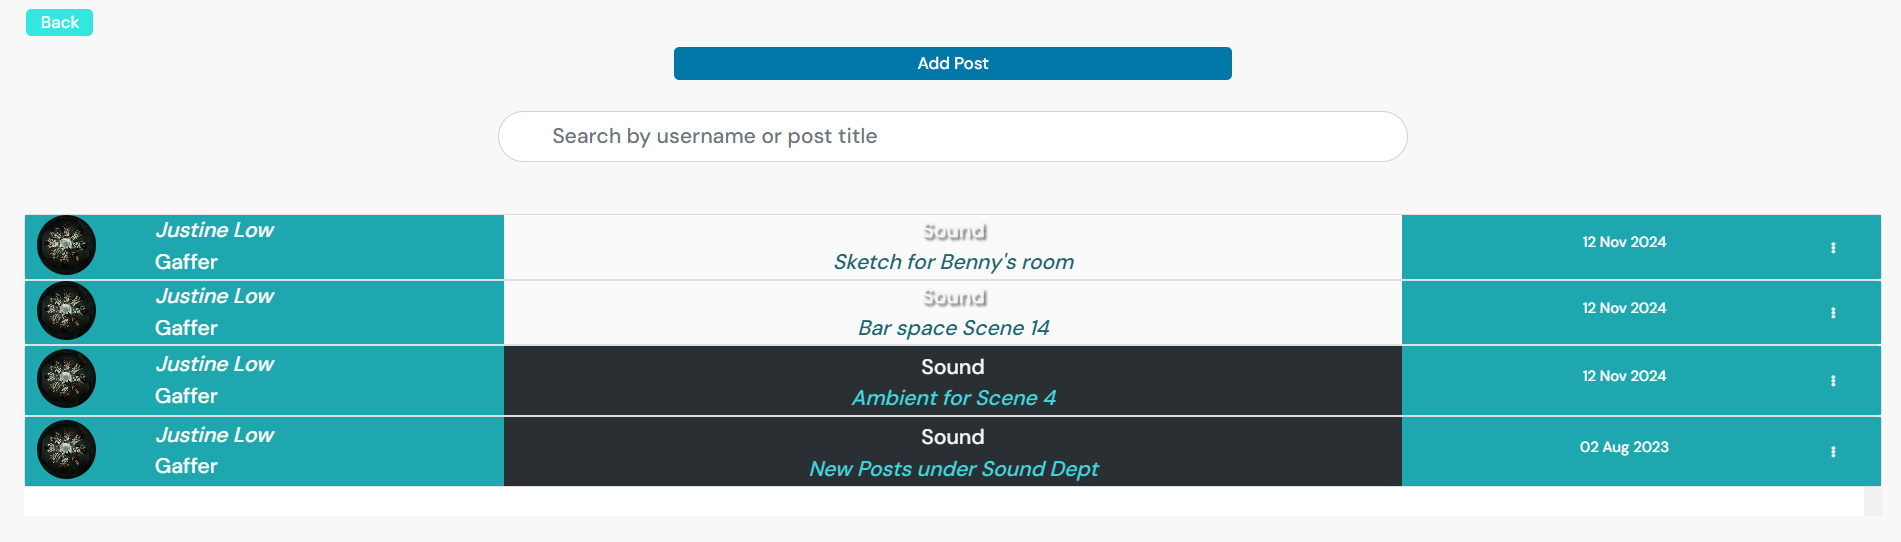 Back
Add Post
Search by username or post title
Justine Low
Gaffer
Sound
Sketch for Benny's room
12 Nov 2024
Justine Low
Gaffer
Sound
Bar space Scene 14
12 Nov 2024
Justine Low
Gaffer
Sound
Ambient for Scene 4
12 Nov 2024
Justine Low
Gaffer
Sound
New Posts under Sound Dept
02 Aug 2023